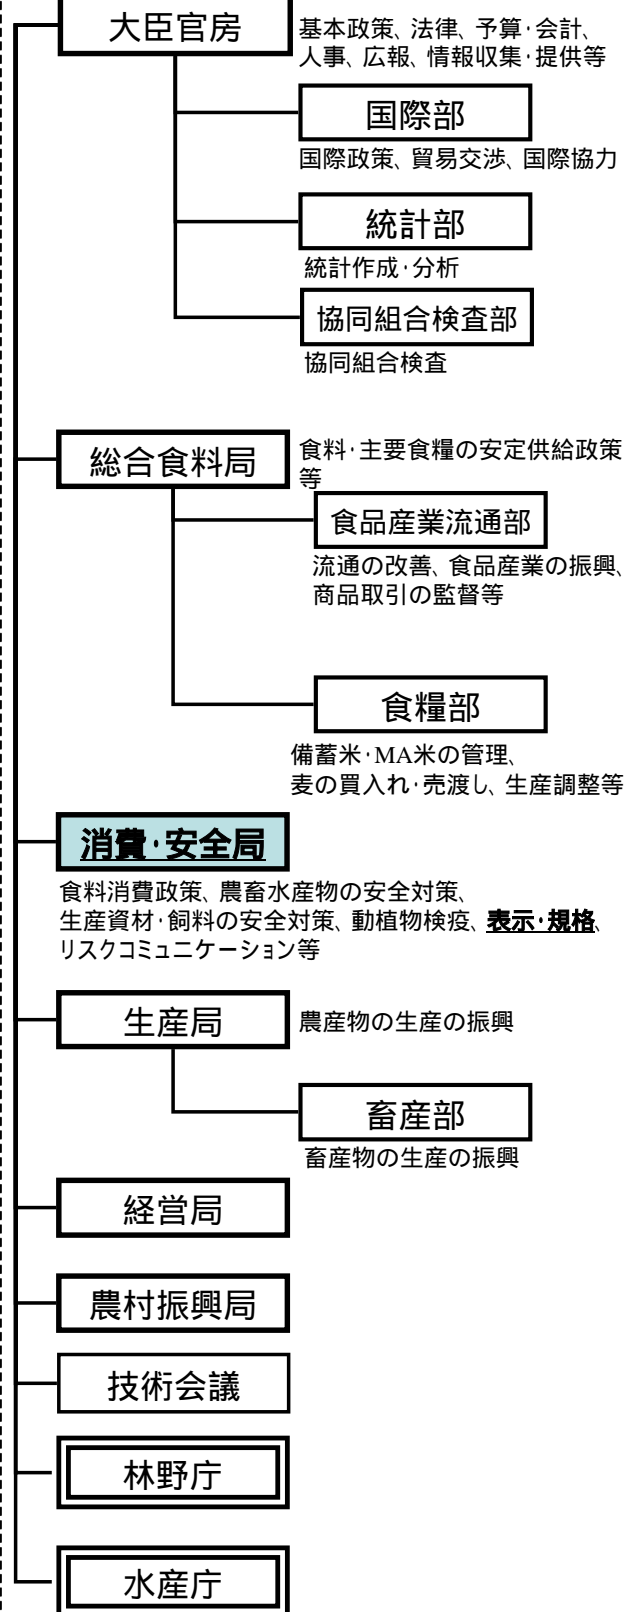 大臣官房
基本政策、法律、予算・会計、
人事、広報、情報収集・提供等
国際部
国際政策、貿易交渉、国際協力
統計部
統計作成・分析
協同組合検査部
協同組合検査
総合食料局
食料・主要食糧の安定供給政策
等
食品産業流通部
流通の改善、食品産業の振興、
商品取引の監督等
食糧部
備蓄米・MA米の管理、
麦の買入れ・売渡し、生産調整等
消費・安全局
食料消費政策、農畜水産物の安全対策、
生産資材・飼料の安全対策、動植物検疫、表示・規格、
リスクコミュニケーション等
生産局
農産物の生産の振興
畜産部
畜産物の生産の振興
経営局
農村振興局
技術会議
林野庁
水産庁